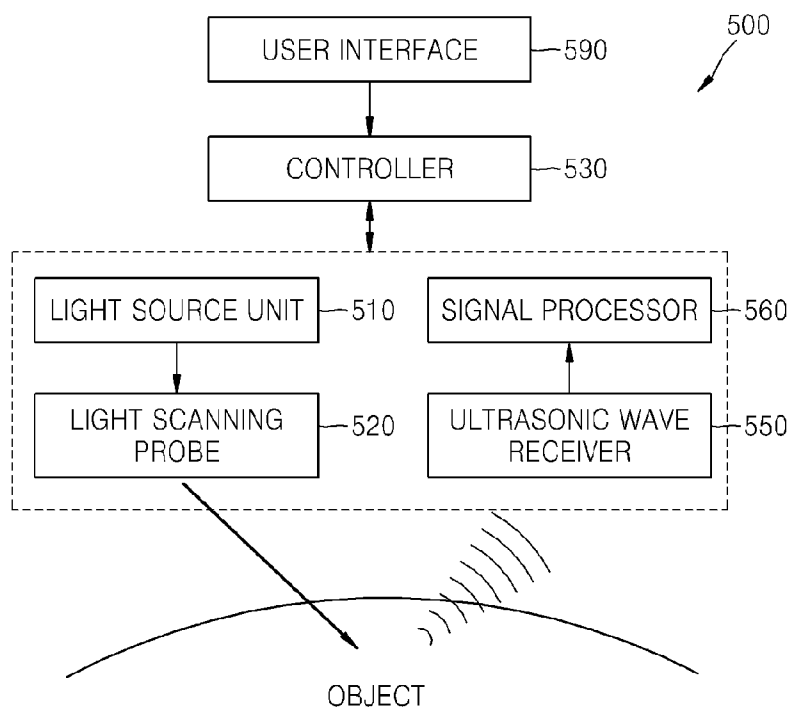 500
USER INTERFACE
590
CONTROLLER
530
LIGHT SOURCE UNIT
510
SIGNAL PROCESSOR
560
LIGHT SCANNING
PROBE
520
ULTRASONIC WAVE
RECEIVER
550
OBJECT